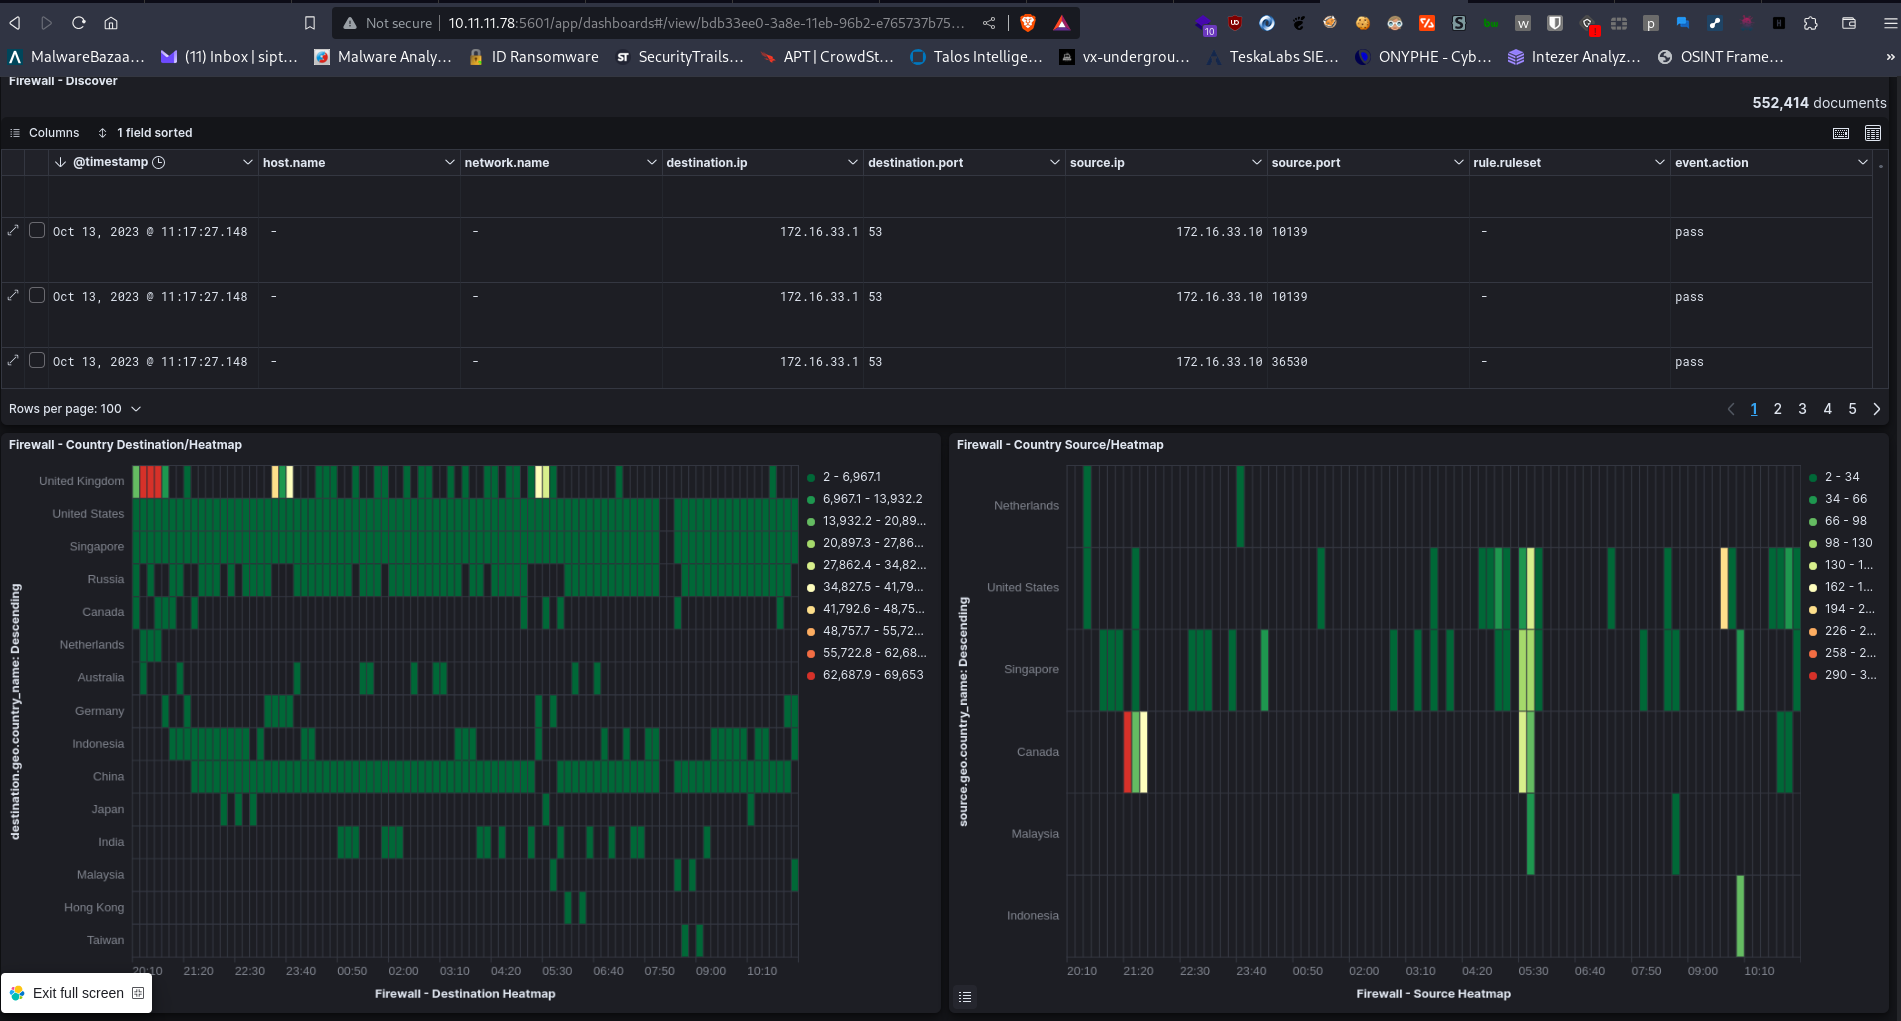 Not secure
10.11.11.78:5601/app/dashboards#/view/bdb33ee0-3a8e-11eb-96b2-e765737b75…
10
MalwareBazaa…
(11) Inbox | sipt…
Malware Analy…
ID Ransomware
SecurityTrails…
APT | CrowdSt…
Talos Intellige…
vx-undergrou…
TeskaLabs SIE…
ONYPHE - Cyb…
Intezer Analyz…
OSINT Frame…
»
Firewall - Discover
552,414 documents
Columns
1 field sorted
@timestamp host.name network.name destination.ip destination.port source.ip source.port rule.ruleset event.action
Oct 13, 2023 @ 11:17:27.148 - - 172.16.33.1 53 172.16.33.10 10139 - pass
Oct 13, 2023 @ 11:17:27.148 - - 172.16.33.1 53 172.16.33.10 10139 - pass
Oct 13, 2023 @ 11:17:27.148 - - 172.16.33.1 53 172.16.33.10 36530 - pass
Rows per page: 100
1 2 3 4 5
Firewall - Country Destination/Heatmap
destination.geo.country_name: Descending
United Kingdom
United States
Singapore
Russia
Canada
Netherlands
Australia
Germany
Indonesia
China
Japan
India
Malaysia
Hong Kong
Taiwan
20:10 21:20 22:30 23:40 00:50 02:00 03:10 04:20 05:30 06:40 07:50 09:00 10:10
Firewall - Destination Heatmap
2 - 6,967.1
6,967.1 - 13,932.2
13,932.2 - 20,89…
20,897.3 - 27,86…
27,862.4 - 34,82…
34,827.5 - 41,79…
41,792.6 - 48,75…
48,757.7 - 55,72…
55,722.8 - 62,68…
62,687.9 - 69,653
Firewall - Country Source/Heatmap
source.geo.country_name: Descending
Netherlands
United States
Singapore
Canada
Malaysia
Indonesia
20:10 21:20 22:30 23:40 00:50 02:00 03:10 04:20 05:30 06:40 07:50 09:00 10:10
Firewall - Source Heatmap
2 - 34
34 - 66
66 - 98
98 - 130
130 - 1…
162 - 1…
194 - 2…
226 - 2…
258 - 2…
290 - 3…
Exit full screen